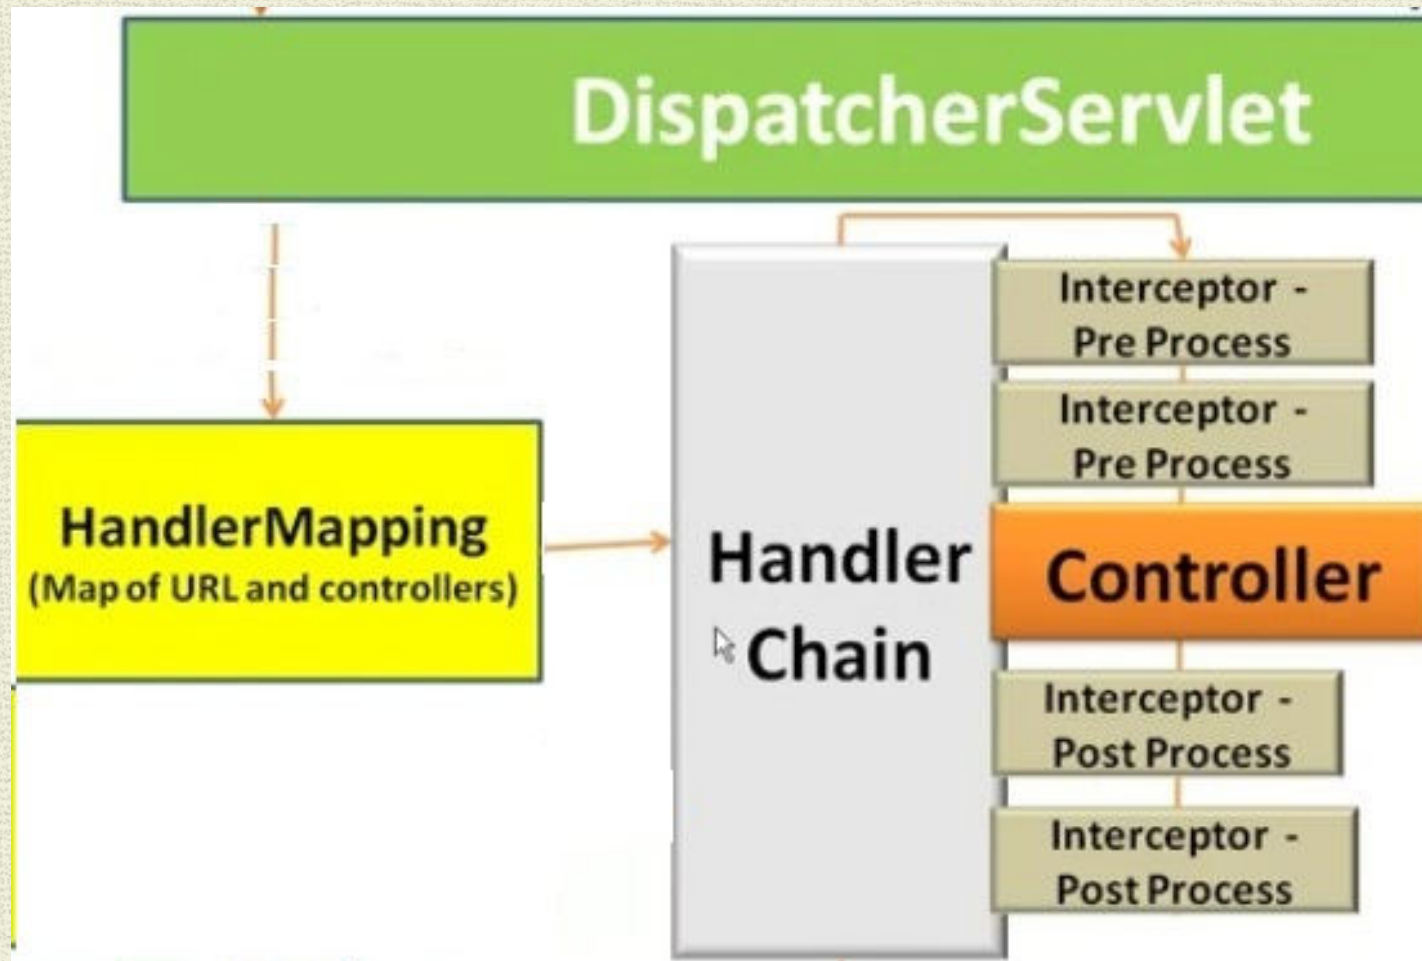 DispatcherServlet
HandlerMapping
(Map of URL and controllers)
Handler
Chain
Interceptor -
Pre Process
Interceptor -
Pre Process
Controller
Interceptor -
Post Process
Interceptor -
Post Process